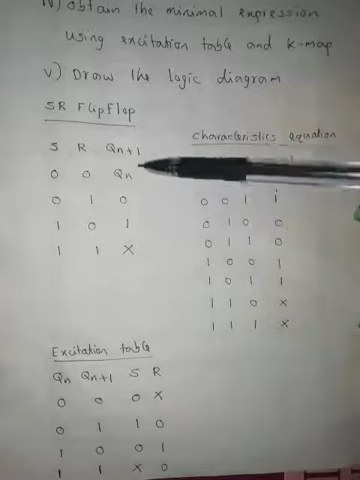 iv) Obtain the minimal expression
using excitation table and k-map
v) Draw the logic diagram.
SR Flipflop
S R Qn+1
0 0 Qn
0 1 0
1 0 1
1 1 X
characteristics equation
0 0 1 1
0 1 0 0
0 1 1 0
1 0 0 1
1 0 1 1
1 1 0 X
1 1 1 X
Excitation table
Qn Qn+1 S R
0 0 0 X
0 1 1 0
1 0 0 1
1 1 X 0